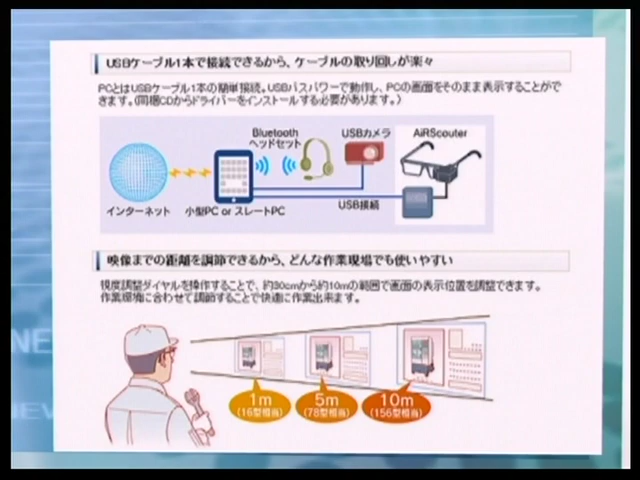 USBケーブル1本で接続できるから、ケーブルの取り回しが楽々
PCとはUSBケーブル1本の簡単接続。USBバスパワーで動作し、PCの画面をそのまま表示することがで
きます。(同梱CDからドライバーをインストールする必要があります。)
Bluetooth
ヘッドセット
USBカメラ
AiRScouter
インターネット
小型PC or スレートPC
USB接続
映像までの距離を調節できるから、どんな作業現場でも使いやすい
視度調整ダイヤルを操作することで、約30cmから約10mの範囲で画面の表示位置を調整できます。
作業環境に合わせて調節することで快適に作業出来ます。
1m
(16型相当)
5m
(78型相当)
10m
(156型相当)
NE
NEW